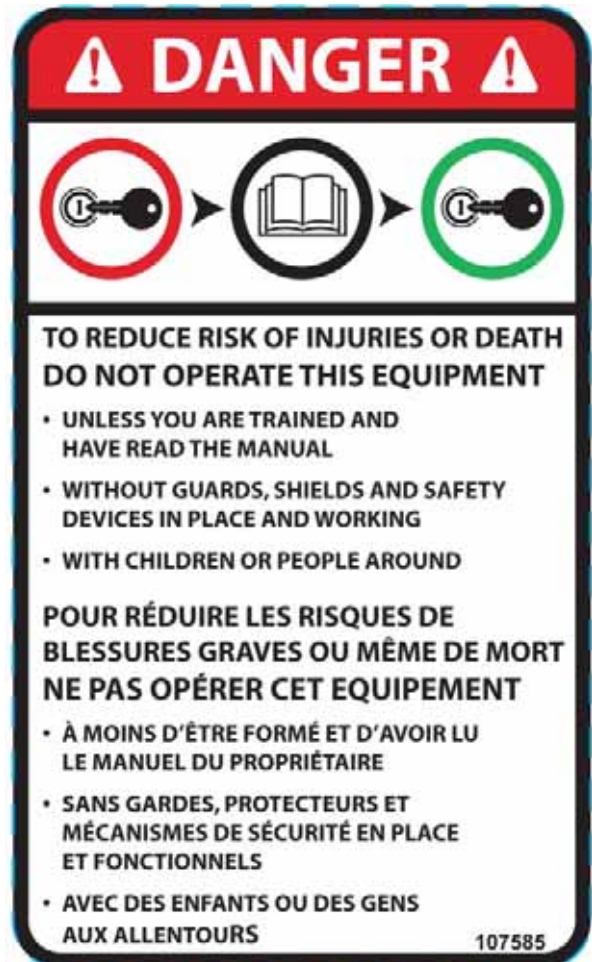 DANGER
TO REDUCE RISK OF INJURIES OR DEATH
DO NOT OPERATE THIS EQUIPMENT
• UNLESS YOU ARE TRAINED AND
HAVE READ THE MANUAL
• WITHOUT GUARDS, SHIELDS AND SAFETY
DEVICES IN PLACE AND WORKING
• WITH CHILDREN OR PEOPLE AROUND
POUR RÉDUIRE LES RISQUES DE
BLESSURES GRAVES OU MÊME DE MORT
NE PAS OPÉRER CET EQUIPEMENT
• À MOINS D'ÊTRE FORMÉ ET D'AVOIR LU
LE MANUEL DU PROPRIÉTAIRE
• SANS GARDES, PROTECTEURS ET
MÉCANISMES DE SÉCURITÉ EN PLACE
ET FONCTIONNELS
• AVEC DES ENFANTS OU DES GENS
AUX ALLENTOURS
107585